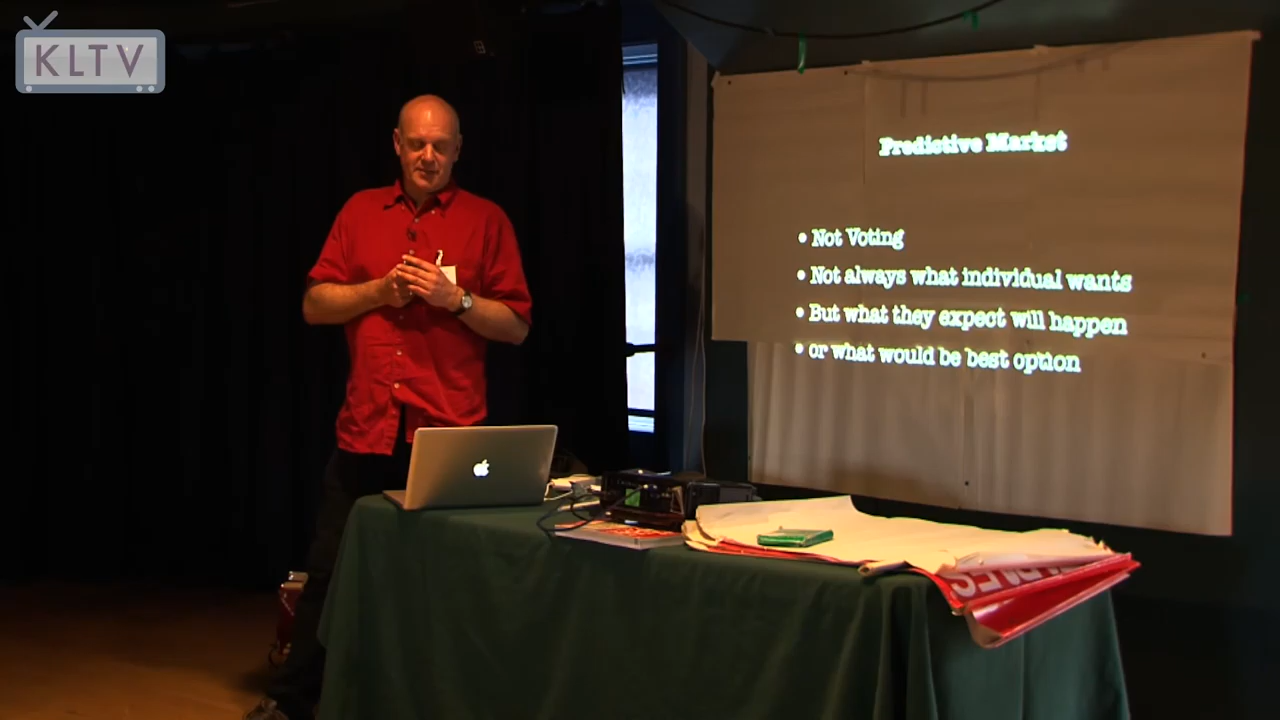 KLTV
Predictive Market
• Not Voting
• Not always what individual wants
• But what they expect will happen
• or what would be best option